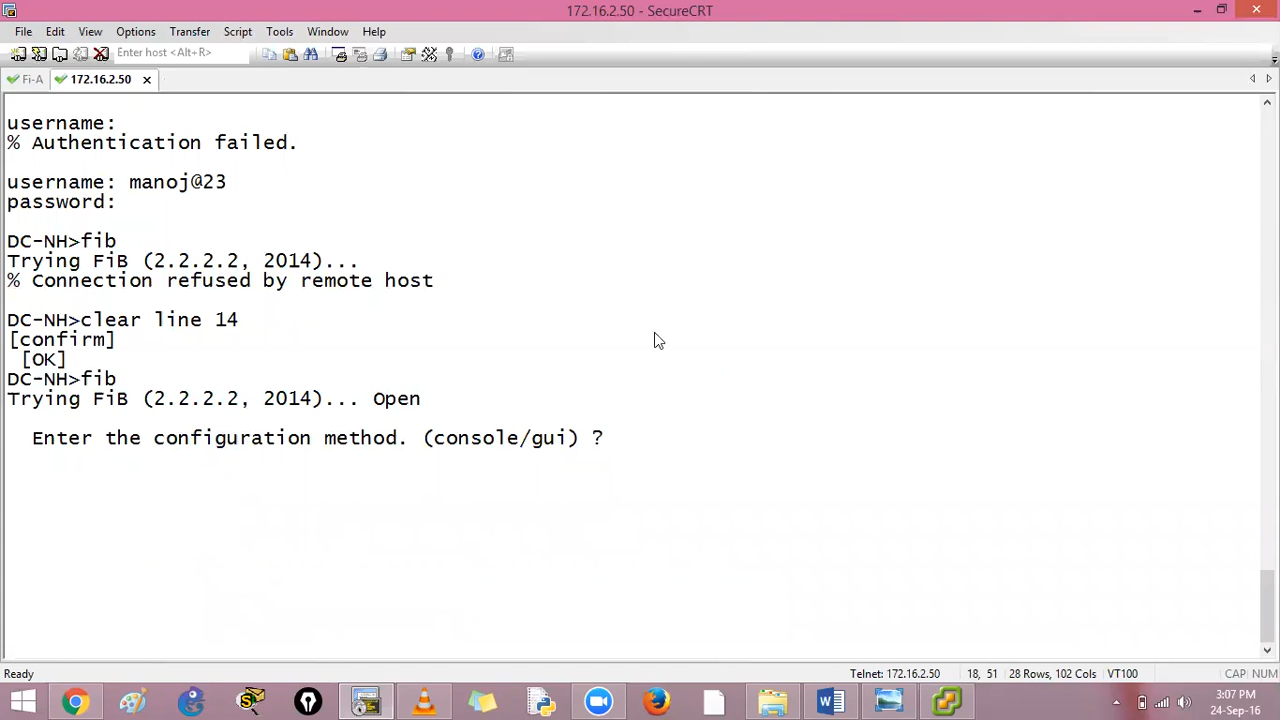 172.16.2.50 - SecureCRT
File Edit View Options Transfer Script Tools Window Help
Enter host <Alt+R>
Fi-A 172.16.2.50
username:
% Authentication failed.
username: manoj@23
password:
DC-NH>fib
Trying FiB (2.2.2.2, 2014)...
% Connection refused by remote host
DC-NH>clear line 14
[confirm]
[OK]
DC-NH>fib
Trying FiB (2.2.2.2, 2014)... Open
Enter the configuration method. (console/gui) ?
Ready Telnet: 172.16.2.50 18, 51 28 Rows, 102 Cols VT100 CAP NUM
3:07 PM
24-Sep-16